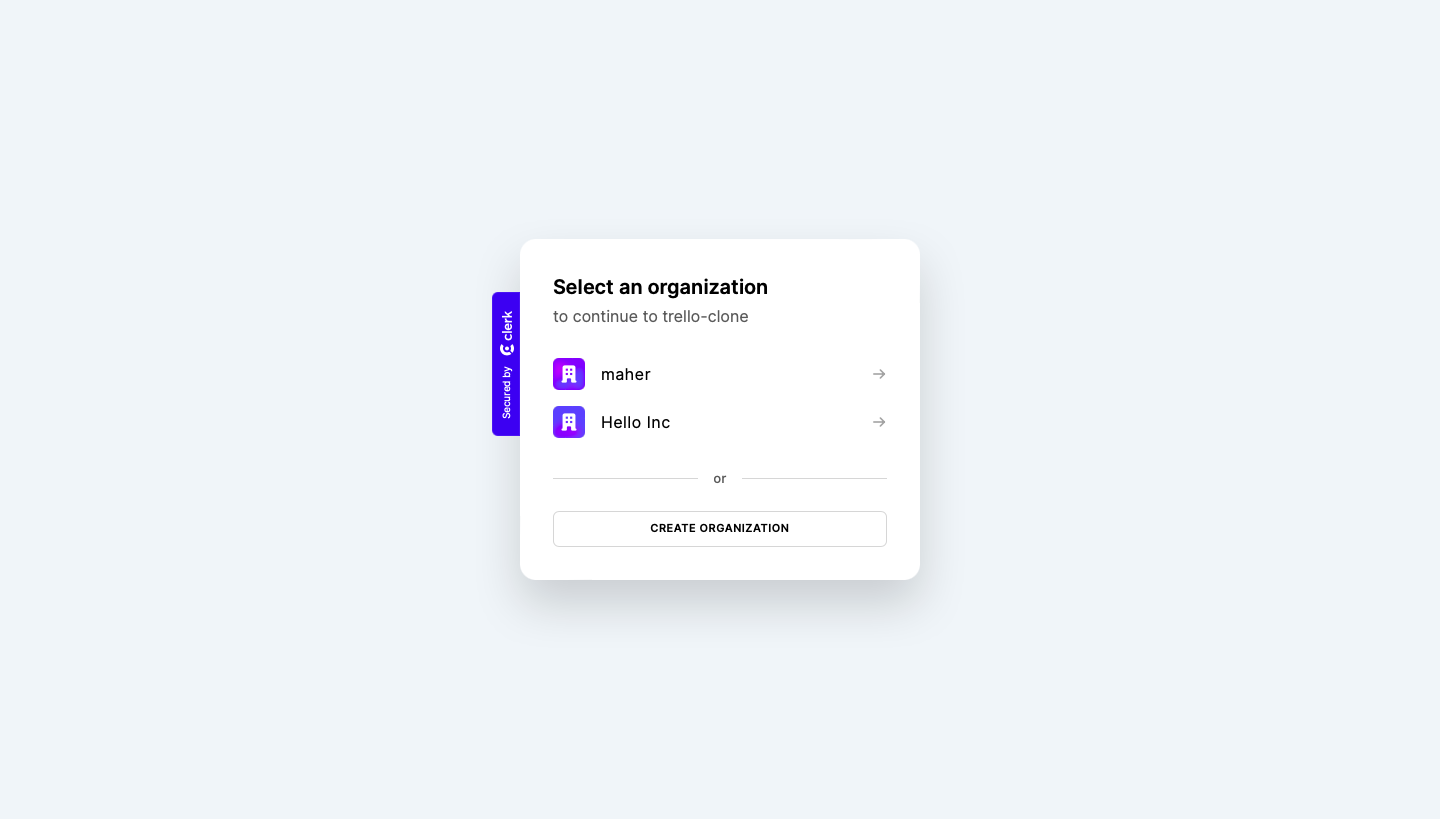 Select an organization
to continue to trello-clone
Secured by clerk
maher
Hello Inc
or
CREATE ORGANIZATION